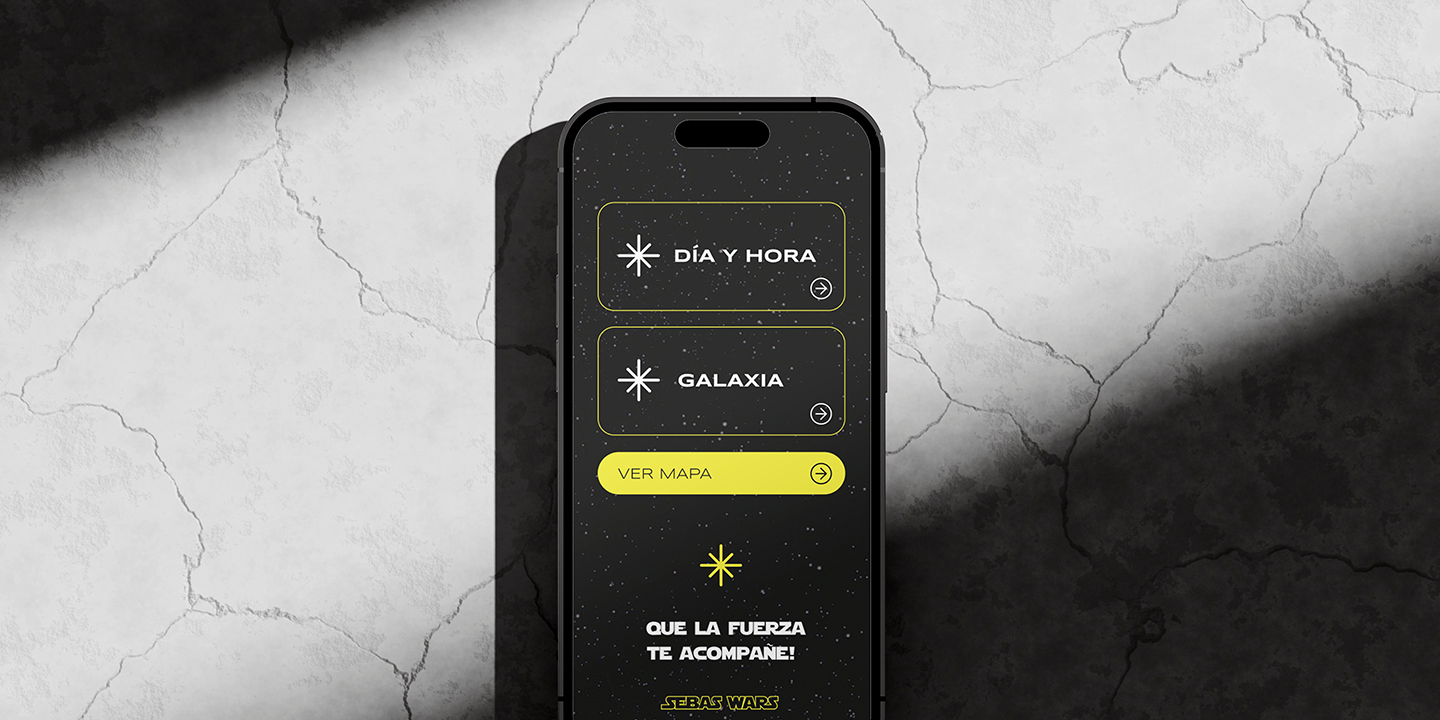 DÍA Y HORA
GALAXIA
VER MAPA
QUE LA FUERZA
TE ACOMPAÑE!
SEBAS WARS